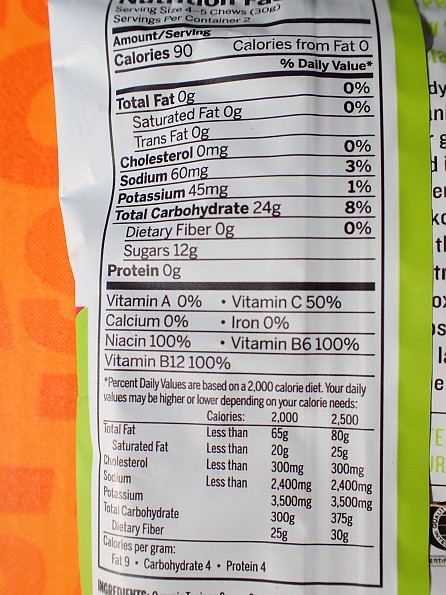 Nutrition Fa
Serving Size 4-5 Chews (30g)
Servings Per Container 2
Amount/Serving
Calories 90 Calories from Fat 0
% Daily Value*
Total Fat 0g 0%
Saturated Fat 0g 0%
Trans Fat 0g
Cholesterol 0mg 0%
Sodium 60mg 3%
Potassium 45mg 1%
Total Carbohydrate 24g 8%
Dietary Fiber 0g 0%
Sugars 12g
Protein 0g
Vitamin A 0% • Vitamin C 50%
Calcium 0% • Iron 0%
Niacin 100% • Vitamin B6 100%
Vitamin B12 100%
*Percent Daily Values are based on a 2,000 calorie diet. Your daily
values may be higher or lower depending on your calorie needs:
Calories: 2,000 2,500
Total Fat Less than 65g 80g
Saturated Fat Less than 20g 25g
Cholesterol Less than 300mg 300mg
Sodium Less than 2,400mg 2,400mg
Potassium 3,500mg 3,500mg
Total Carbohydrate 300g 375g
Dietary Fiber 25g 30g
Calories per gram:
Fat 9 • Carbohydrate 4 • Protein 4
INGREDIENTS: